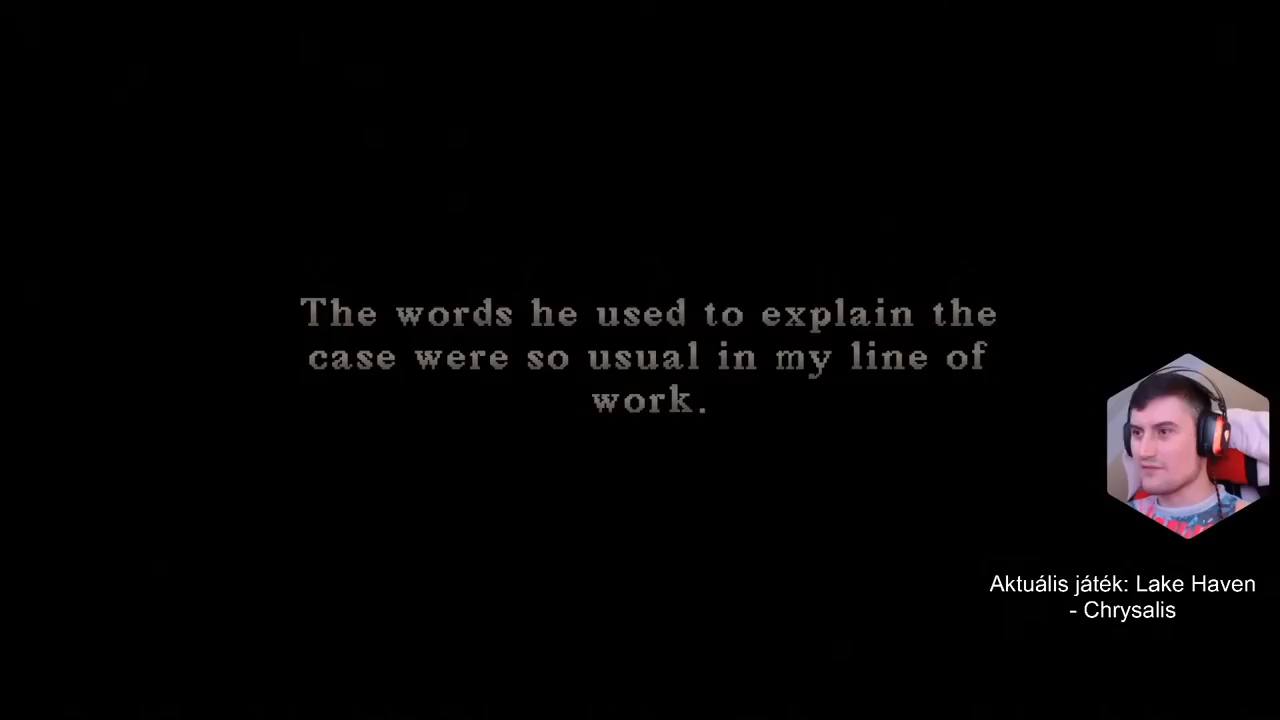 The words he used to explain the
case were so usual in my line of
work.
Aktuális játék: Lake Haven
- Chrysalis